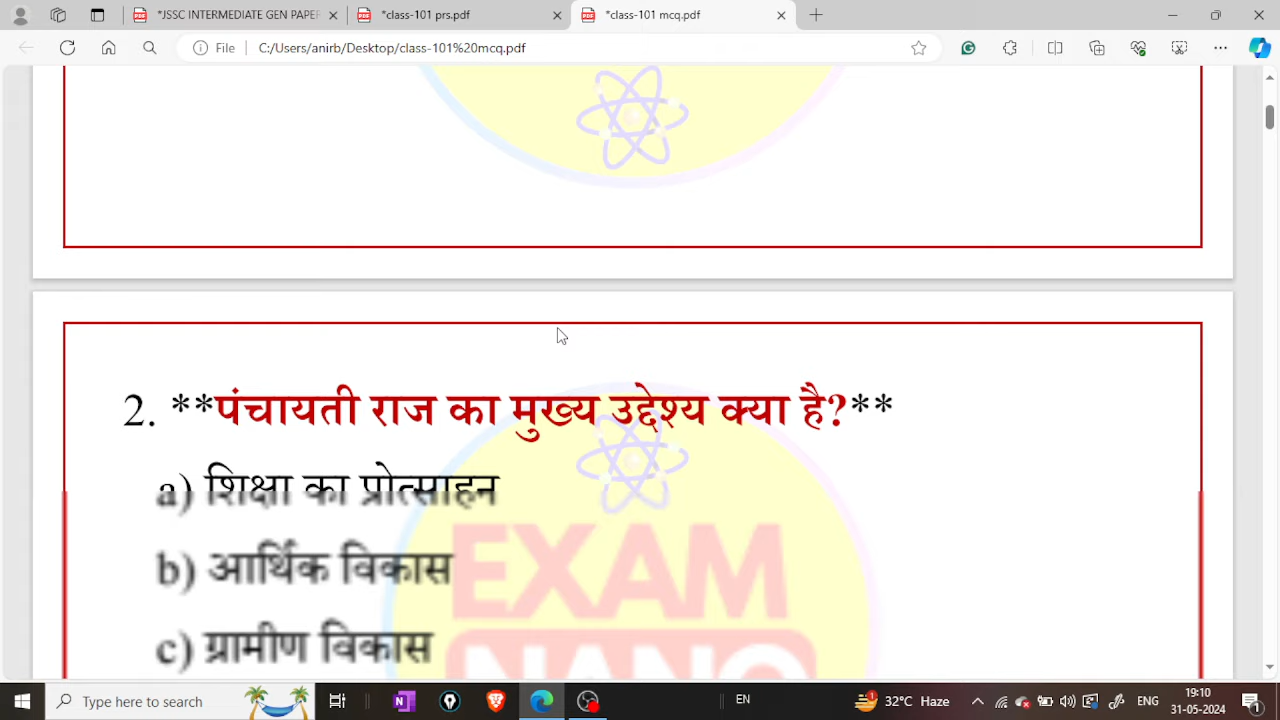 *JSSC INTERMEDIATE GEN PAPER
*class-101 prs.pdf
*class-101 mcq.pdf
File
C:/Users/anirb/Desktop/class-101%20mcq.pdf
2. **पंचायती राज का मुख्य उद्देश्य क्या है?**
a) शिक्षा का प्रोत्साहन
b) आर्थिक विकास
c) ग्रामीण विकास
EXAM
NANO
Type here to search
EN
32°C Haze
ENG
19:10
31-05-2024